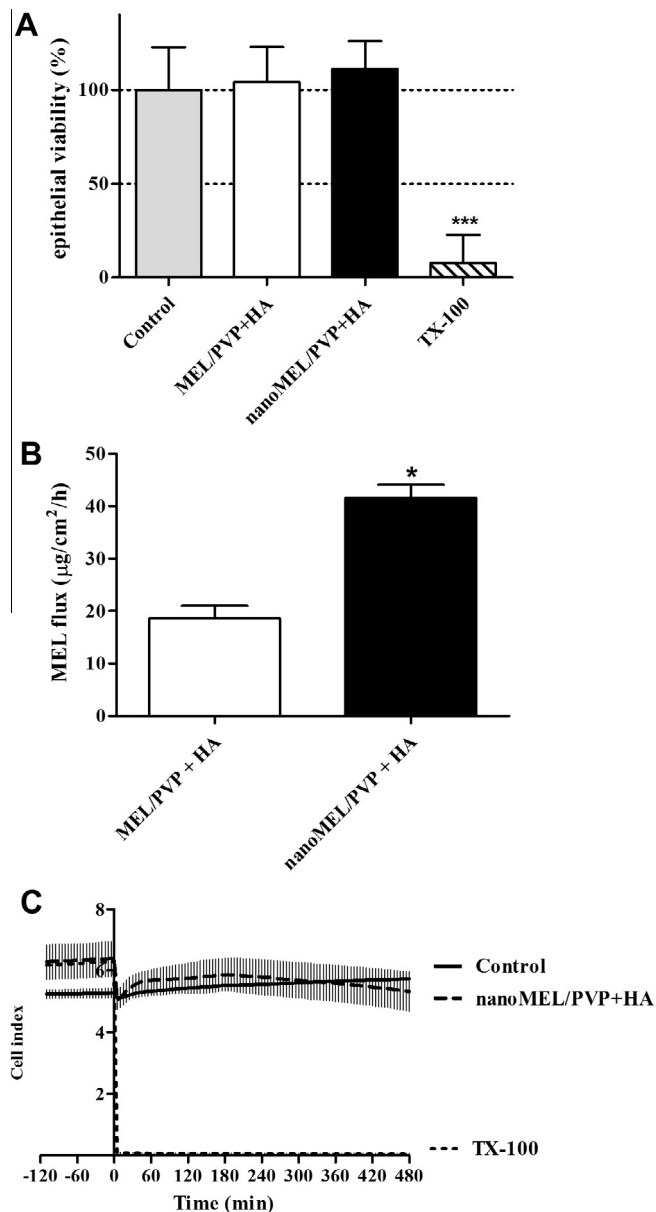 A
epithelial viability (%)
100
50
0
***
Control
MEL/PVP+HA
nanoMEL/PVP+HA
TX-100
B
MEL flux (µg/cm²/h)
50
40
30
20
10
0
*
MEL/PVP + HA
nanoMEL/PVP + HA
C
Cell index
8
6
4
2
Control
nanoMEL/PVP+HA
TX-100
-120 -60 0 60 120 180 240 300 360 420 480
Time (min)